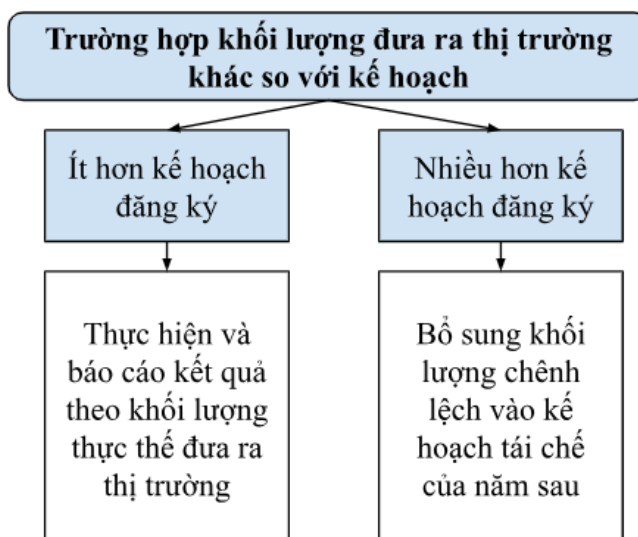 Trường hợp khối lượng đưa ra thị trường
khác so với kế hoạch
Ít hơn kế hoạch
đăng ký
Nhiều hơn kế
hoạch đăng ký
Thực hiện và
báo cáo kết quả
theo khối lượng
thực thế đưa ra
thị trường
Bổ sung khối
lượng chênh
lệch vào kế
hoạch tái chế
của năm sau